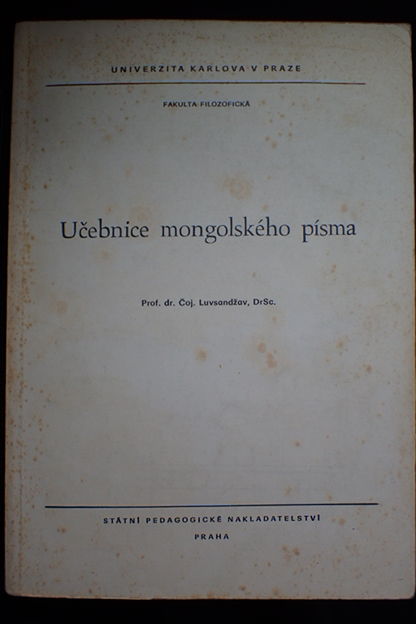 UNIVERZITA KARLOVA V PRAZE
FAKULTA FILOZOFICKÁ
Učebnice mongolského písma
Prof. dr. Čoj. Luvsandžav, DrSc.
STÁTNÍ PEDAGOGICKÉ NAKLADATELSTVÍ
PRAHA